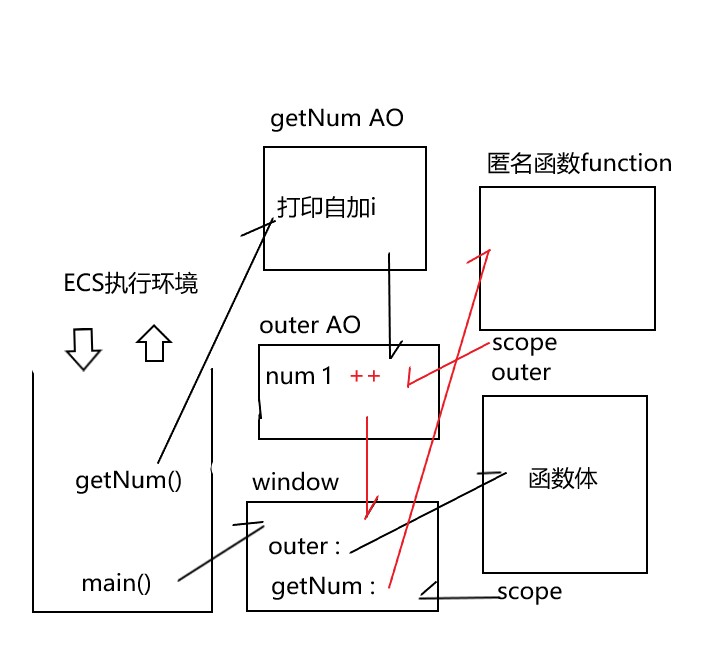 getNum AO
打印自加i
匿名函数function
ECS执行环境
outer AO
num 1 ++
scope
outer
getNum()
window
函数体
outer :
main()
getNum :
scope